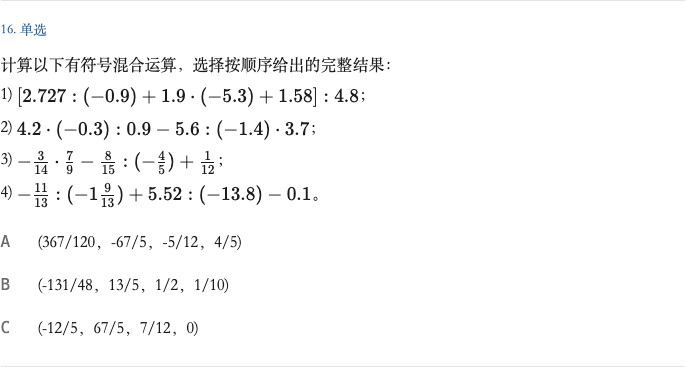 16. 单选
计算以下有符号混合运算，选择按顺序给出的完整结果：
1) [2.727 : (−0.9) + 1.9 · (−5.3) + 1.58] : 4.8；
2) 4.2 · (−0.3) : 0.9 − 5.6 : (−1.4) · 3.7；
3) −3/14 · 7/9 − 8/15 : (−4/5) + 1/12；
4) −11/13 : (−1 9/13) + 5.52 : (−13.8) − 0.1。
A (367/120，-67/5，-5/12，4/5)
B (-131/48，13/5，1/2，1/10)
C (-12/5，67/5，7/12，0)